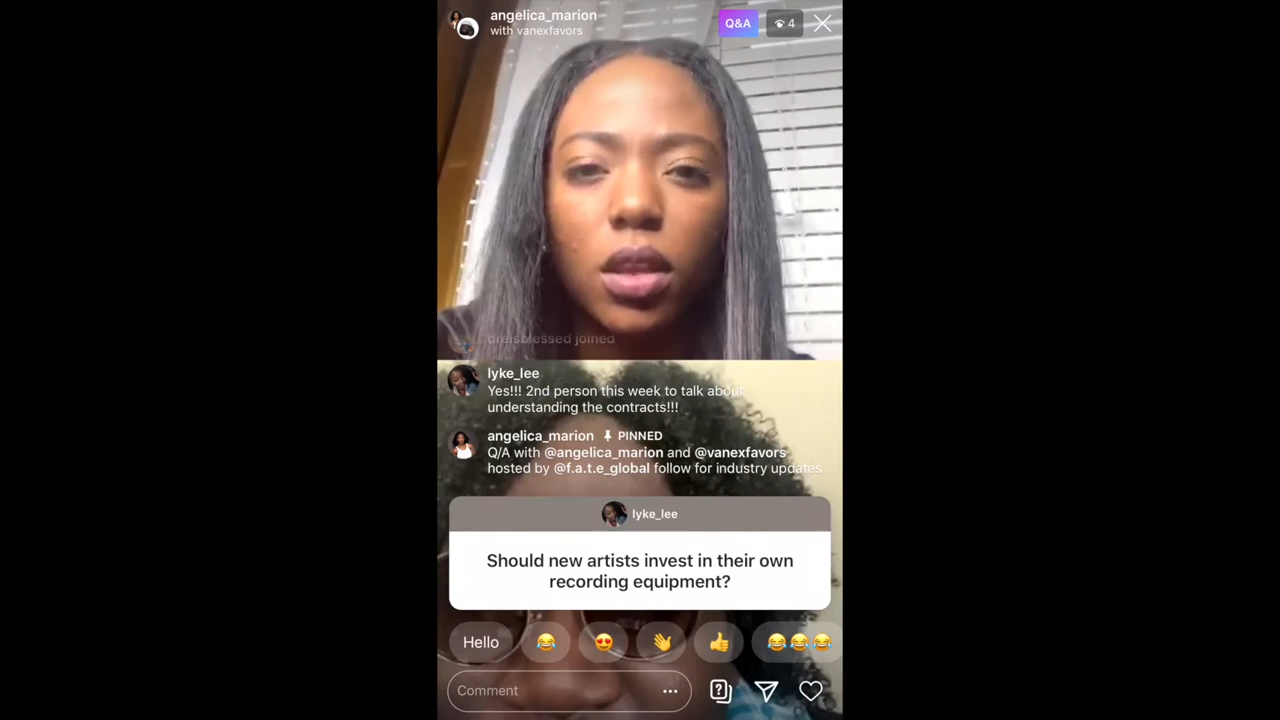 angelica_marion
with vanexfavors
Q&A
4
dreisblessed joined
lyke_lee
Yes!!! 2nd person this week to talk about
understanding the contracts!!!
angelica_marion PINNED
Q/A with @angelica_marion and @vanexfavors
hosted by @f.a.t.e_global follow for industry updates
lyke_lee
Should new artists invest in their own
recording equipment?
Hello
Comment